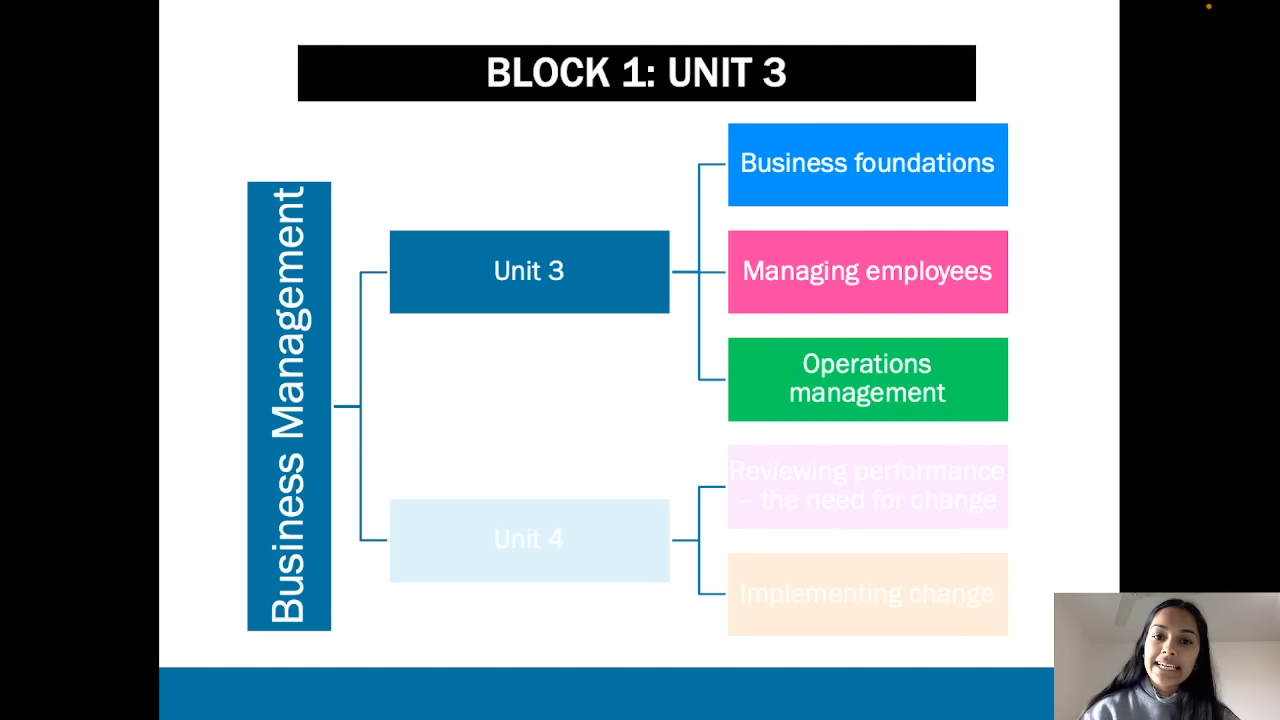 BLOCK 1: UNIT 3
Business Management
Unit 3
Business foundations
Managing employees
Operations
management
Unit 4
Reviewing performance
– the need for change
Implementing change